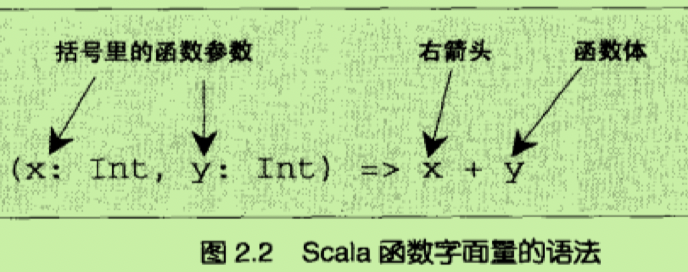 括号里的函数参数 右箭头 函数体
(x: Int, y: Int) => x + y
图 2.2 Scala 函数字面量的语法